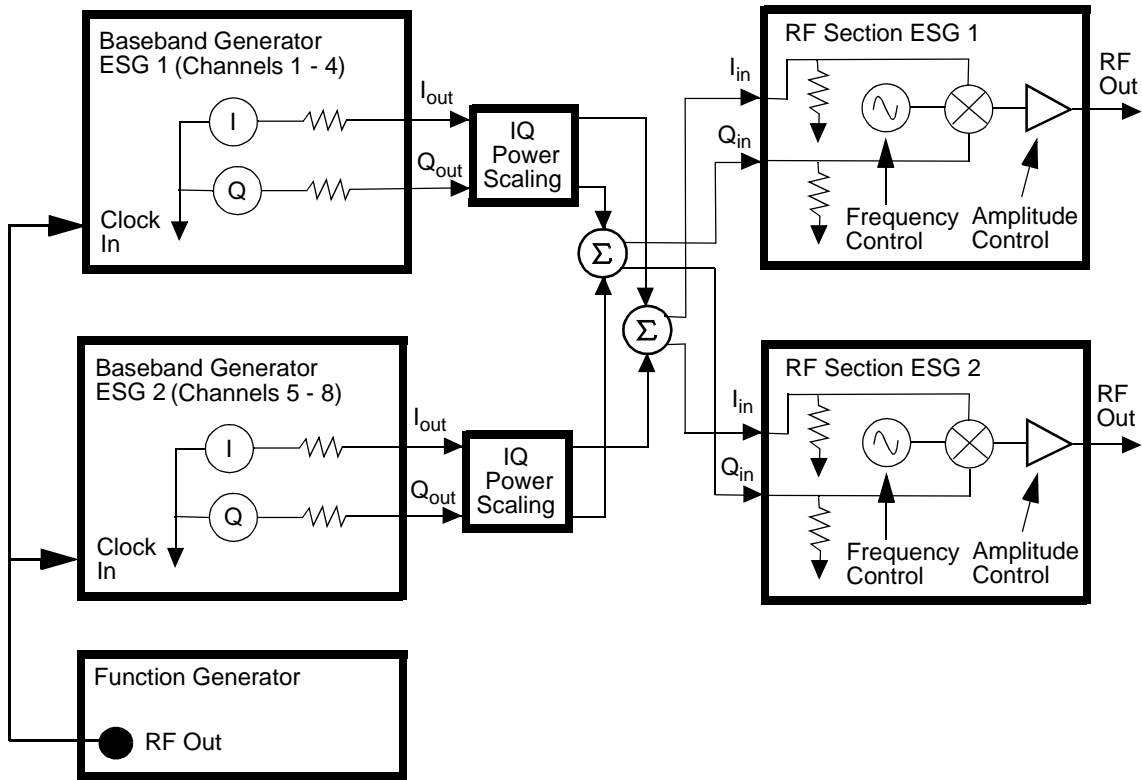 Baseband Generator
ESG 1 (Channels 1 - 4)
I
Q
Clock
In
Iout
Qout
IQ
Power
Scaling
Σ
Σ
Iin
Qin
RF Section ESG 1
Frequency
Control
Amplitude
Control
RF
Out
Baseband Generator
ESG 2 (Channels 5 - 8)
I
Q
Clock
In
Iout
Qout
IQ
Power
Scaling
Iin
Qin
RF Section ESG 2
Frequency
Control
Amplitude
Control
RF
Out
Function Generator
RF Out